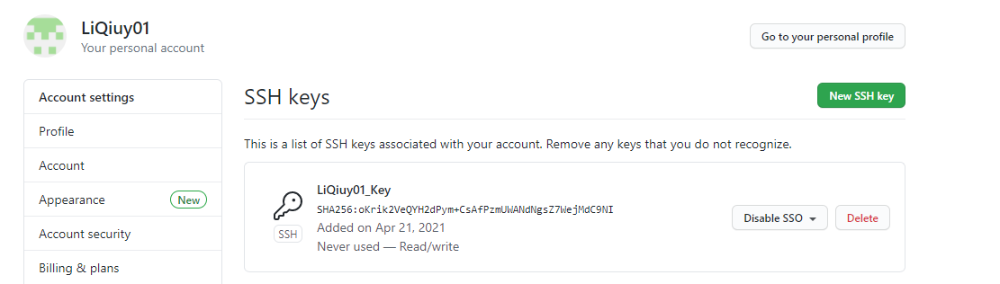 LiQiuy01
Your personal account
Go to your personal profile
Account settings
Profile
Account
Appearance New
Account security
Billing & plans
SSH keys
New SSH key
This is a list of SSH keys associated with your account. Remove any keys that you do not recognize.
SSH
LiQiuy01_Key
SHA256:oKrik2VeQYH2dPym+CsAfPzmUWANdNgsZ7WejMdC9NI
Added on Apr 21, 2021
Never used — Read/write
Disable SSO
Delete